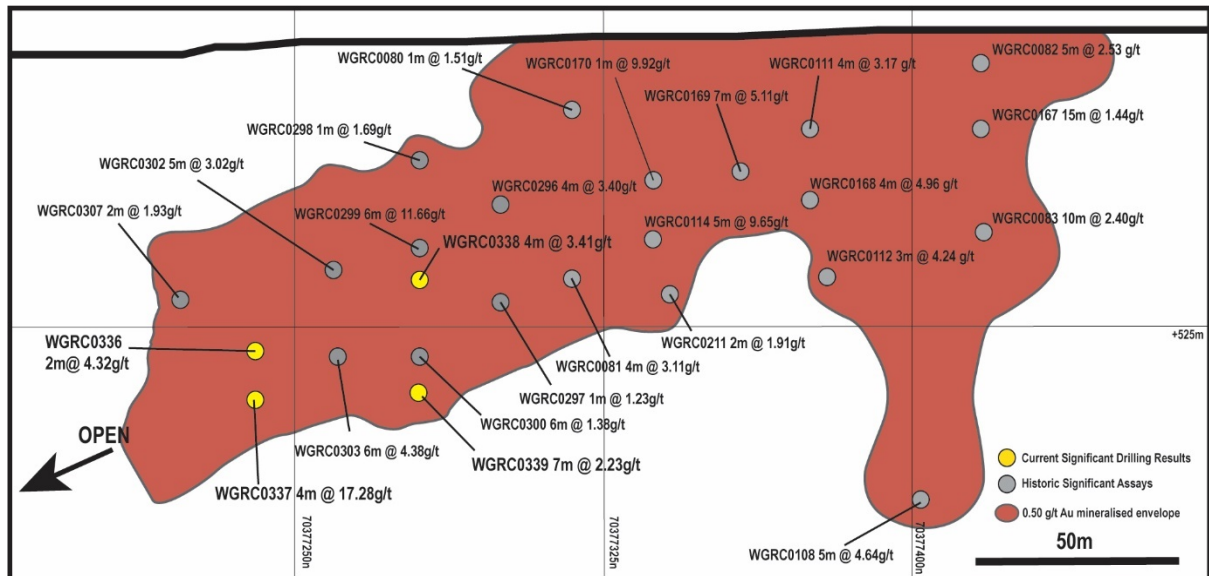 WGRC0082 5m @ 2.53 g/t
WGRC0080 1m @ 1.51g/t
WGRC0170 1m @ 9.92g/t
WGRC0111 4m @ 3.17 g/t
WGRC0169 7m @ 5.11g/t
WGRC0167 15m @ 1.44g/t
WGRC0298 1m @ 1.69g/t
WGRC0302 5m @ 3.02g/t
WGRC0296 4m @ 3.40g/t
WGRC0168 4m @ 4.96 g/t
WGRC0307 2m @ 1.93g/t
WGRC0299 6m @ 11.66g/t
WGRC0114 5m @ 9.65g/t
WGRC0083 10m @ 2.40g/t
WGRC0338 4m @ 3.41g/t
WGRC0112 3m @ 4.24 g/t
+525m
WGRC0336
2m@ 4.32g/t
WGRC0211 2m @ 1.91g/t
WGRC0081 4m @ 3.11g/t
WGRC0297 1m @ 1.23g/t
WGRC0300 6m @ 1.38g/t
OPEN
WGRC0303 6m @ 4.38g/t
WGRC0339 7m @ 2.23g/t
WGRC0337 4m @ 17.28g/t
Current Significant Drilling Results
Historic Significant Assays
0.50 g/t Au mineralised envelope
70377250n
70377325n
70377400n
50m
WGRC0108 5m @ 4.64g/t